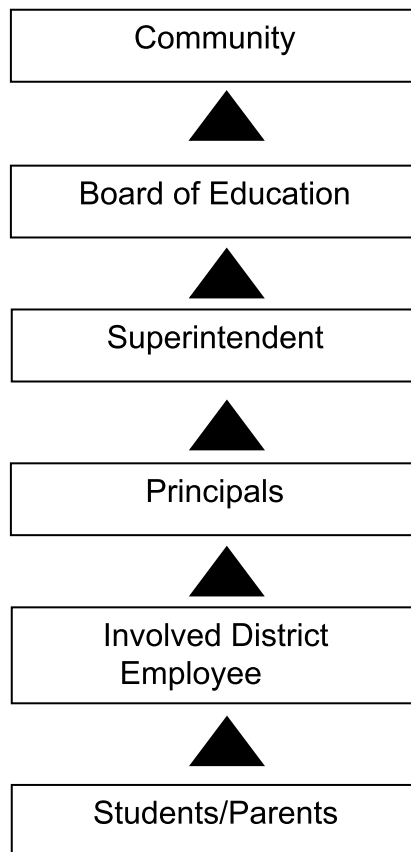 Community
Board of Education
Superintendent
Principals
Involved District
Employee
Students/Parents